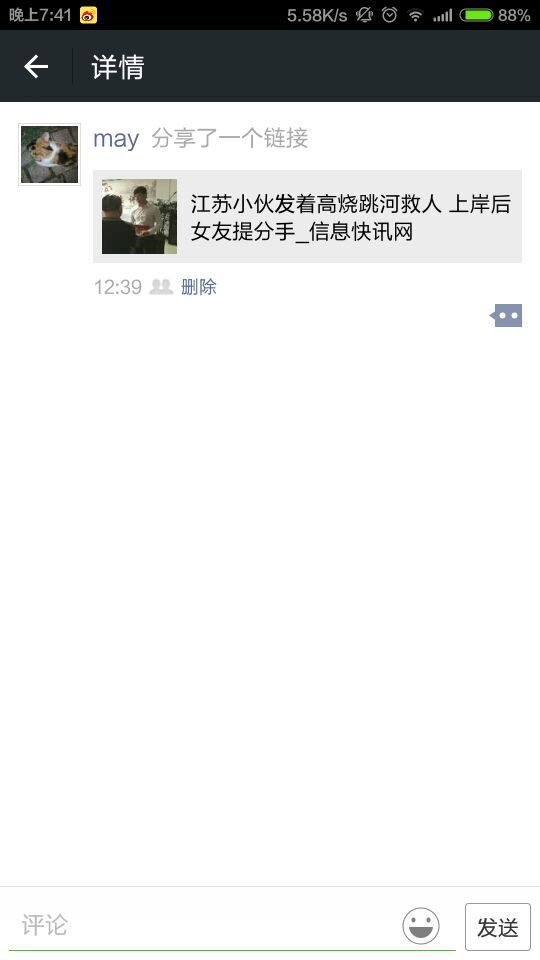 晚上7:41 5.58K/s 88%
详情
may 分享了一个链接
江苏小伙发着高烧跳河救人 上岸后
女友提分手_信息快讯网
12:39 删除
评论 发送